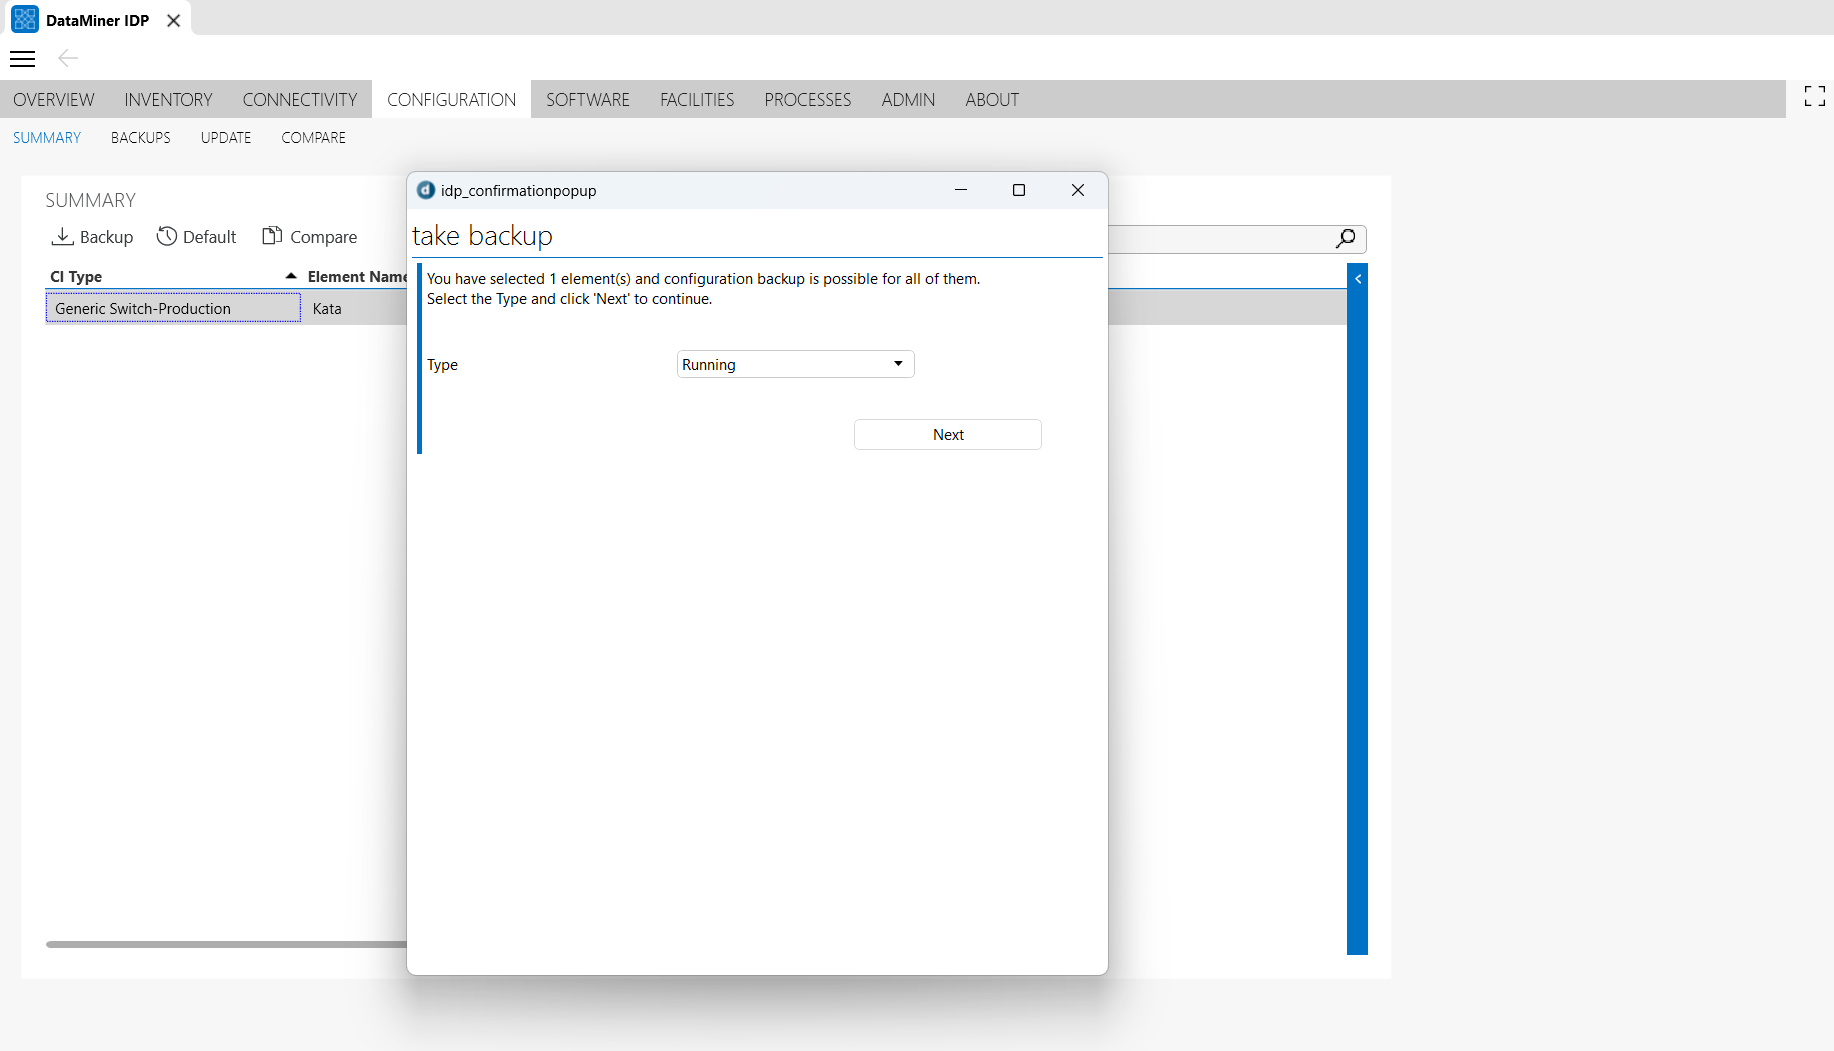 DataMiner IDP
OVERVIEW INVENTORY CONNECTIVITY CONFIGURATION SOFTWARE FACILITIES PROCESSES ADMIN ABOUT
SUMMARY BACKUPS UPDATE COMPARE
SUMMARY
Backup Default Compare
CI Type Element Name
Generic Switch-Production Kata
idp_confirmationpopup
take backup
You have selected 1 element(s) and configuration backup is possible for all of them.
Select the Type and click 'Next' to continue.
Type Running
Next